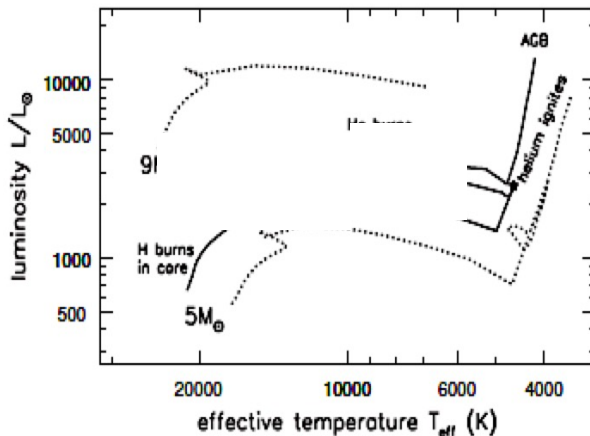 AGB
10000
helium ignites
5000
luminosity L/L⊙
H burns
in core
1000
5M⊙
500
20000
10000
6000
4000
effective temperature Teff (K)